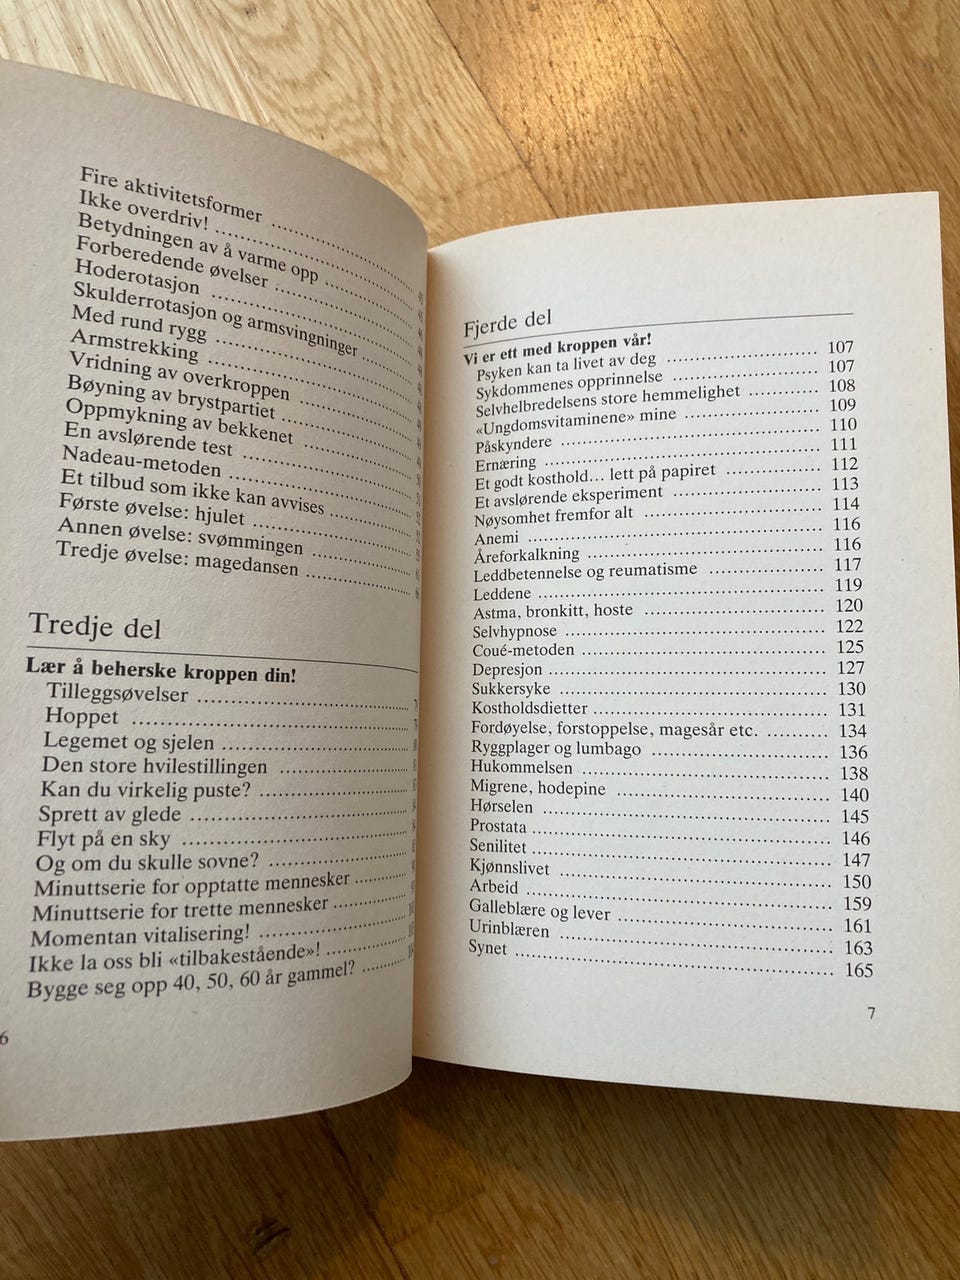 Fire aktivitetsformer
Ikke overdriv!
Betydningen av å varme opp
Forberedende øvelser
Hoderotasjon
Skulderrotasjon og armsvingninger
Med rund rygg
Armstrekking
Vridning av overkroppen
Bøyning av brystpartiet
Oppmykning av bekkenet
En avslørende test
Nadeau-metoden
Et tilbud som ikke kan avvises
Første øvelse: hjulet
Annen øvelse: svømmingen
Tredje øvelse: magedansen
Tredje del
Lær å beherske kroppen din!
Tilleggsøvelser
Hoppet
Legemet og sjelen
Den store hvilestillingen
Kan du virkelig puste?
Sprett av glede
Flyt på en sky
Og om du skulle sovne?
Minuttserie for opptatte mennesker
Minuttserie for trette mennesker
Momentan vitalisering!
Ikke la oss bli «tilbakestående»!
Bygge seg opp 40, 50, 60 år gammel?
6
Fjerde del
Vi er ett med kroppen vår!
Psyken kan ta livet av deg 107
Sykdommenes opprinnelse 107
Selvhelbredelsens store hemmelighet 108
«Ungdomsvitaminene» mine 109
Påskyndere 110
Ernæring 111
Et godt kosthold... lett på papiret 112
Et avslørende eksperiment 113
Nøysomhet fremfor alt 114
Anemi 116
Åreforkalkning 116
Leddbetennelse og reumatisme 117
Leddene 119
Astma, bronkitt, hoste 120
Selvhypnose 122
Coué-metoden 125
Depresjon 127
Sukkersyke 130
Kostholdsdietter 131
Fordøyelse, forstoppelse, magesår etc. 134
Ryggplager og lumbago 136
Hukommelsen 138
Migrene, hodepine 140
Hørselen 145
Prostata 146
Senilitet 147
Kjønnslivet 150
Arbeid 159
Galleblære og lever 161
Urinblæren 163
Synet 165
7